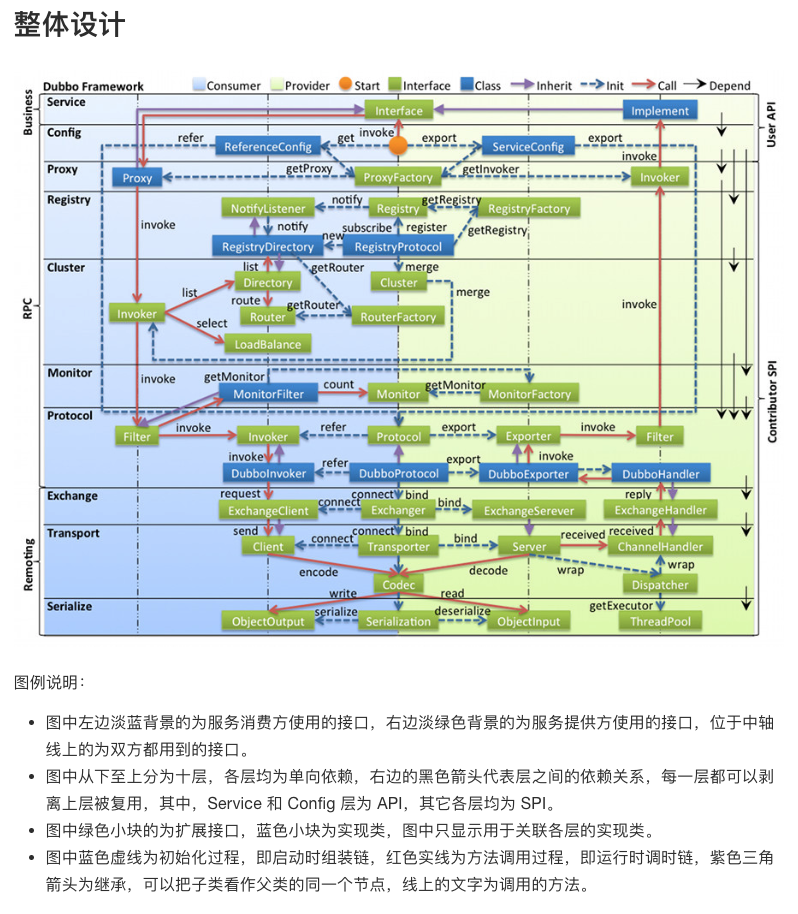 整体设计
Dubbo Framework Consumer Provider Start Interface Class Inherit Init Call Depend
Business
Service
Interface
Implement
User API
Config
refer
ReferenceConfig
get
invoke
export
ServiceConfig
export
Proxy
Proxy
getProxy
ProxyFactory
getInvoker
invoke
Invoker
Registry
NotifyListener
notify
Registry
getRegistry
RegistryFactory
invoke
notify
subscribe
register
getRegistry
RegistryDirectory
new
RegistryProtocol
RPC
Cluster
list
getRouter
merge
list
Directory
Cluster
merge
Invoker
route
getRouter
invoke
Router
RouterFactory
select
LoadBalance
Monitor
invoke
getMonitor
MonitorFilter
count
Monitor
getMonitor
MonitorFactory
Contributor SPI
Protocol
Filter
invoke
Invoker
refer
Protocol
export
Exporter
invoke
Filter
invoke
refer
export
invoke
DubboInvoker
DubboProtocol
DubboExporter
DubboHandler
Remoting
Exchange
request
connect
bind
reply
ExchangeClient
connect
Exchanger
bind
ExchangeSerever
ExchangeHandler
Transport
send
connect
bind
received
Client
connect
Transporter
bind
Server
received
ChannelHandler
encode
decode
wrap
wrap
Codec
Dispatcher
Serialize
write
read
getExecutor
ObjectOutput
serialize
Serialization
deserialize
ObjectInput
ThreadPool
图例说明：
• 图中左边淡蓝背景的为服务消费方使用的接口，右边淡绿色背景的为服务提供方使用的接口，位于中轴
线上的为双方都用到的接口。
• 图中从下至上分为十层，各层均为单向依赖，右边的黑色箭头代表层之间的依赖关系，每一层都可以剥
离上层被复用，其中，Service 和 Config 层为 API，其它各层均为 SPI。
• 图中绿色小块的为扩展接口，蓝色小块为实现类，图中只显示用于关联各层的实现类。
• 图中蓝色虚线为初始化过程，即启动时组装链，红色实线为方法调用过程，即运行时调时链，紫色三角
箭头为继承，可以把子类看作父类的同一个节点，线上的文字为调用的方法。